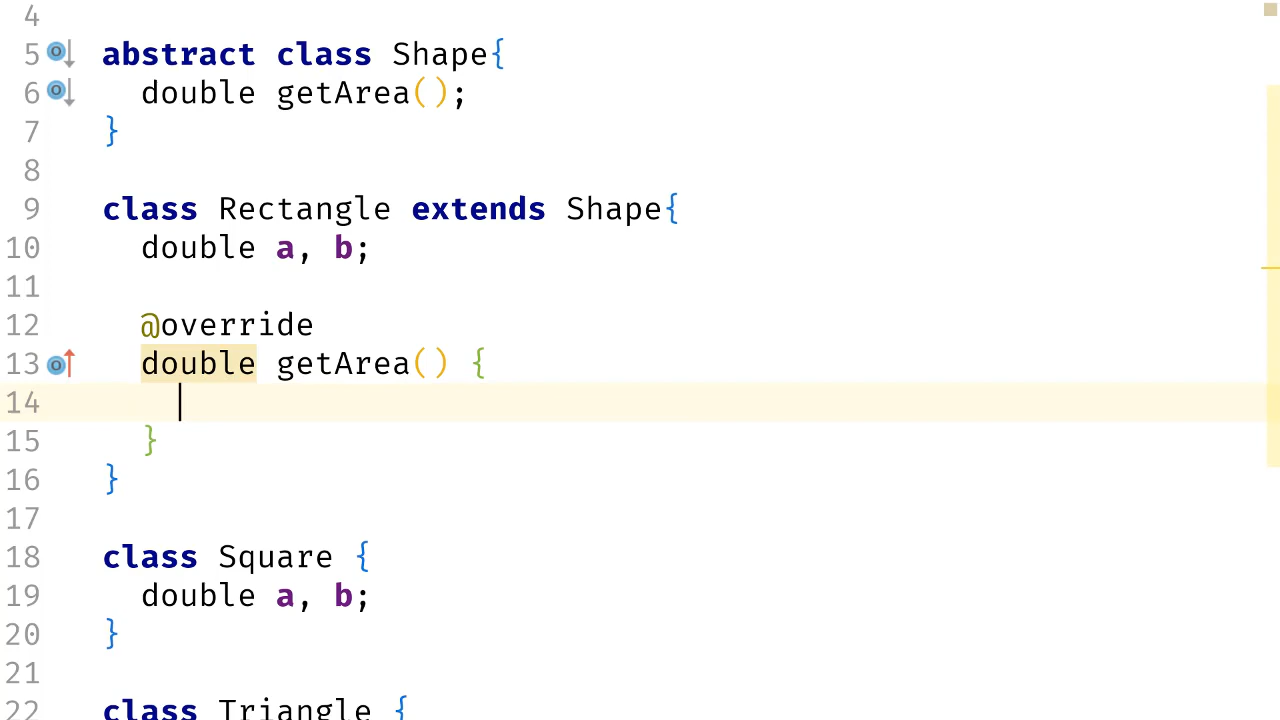 4
5 abstract class Shape{
6   double getArea();
7 }
8
9 class Rectangle extends Shape{
10   double a, b;
11
12   @override
13   double getArea() {
14
15   }
16 }
17
18 class Square {
19   double a, b;
20 }
21
22 class Triangle {